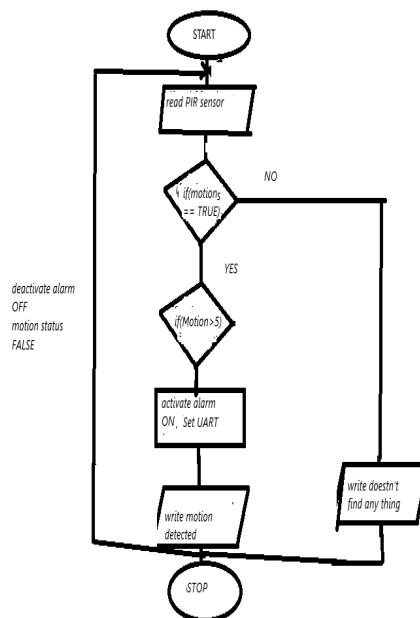 START
read PIR sensor
if(motion5
== TRUE)
NO
YES
deactivate alarm
OFF
motion status
FALSE
if(Motion>5)
activate alarm
ON, Set UART
write motion
detected
write doesn't
find any thing
STOP